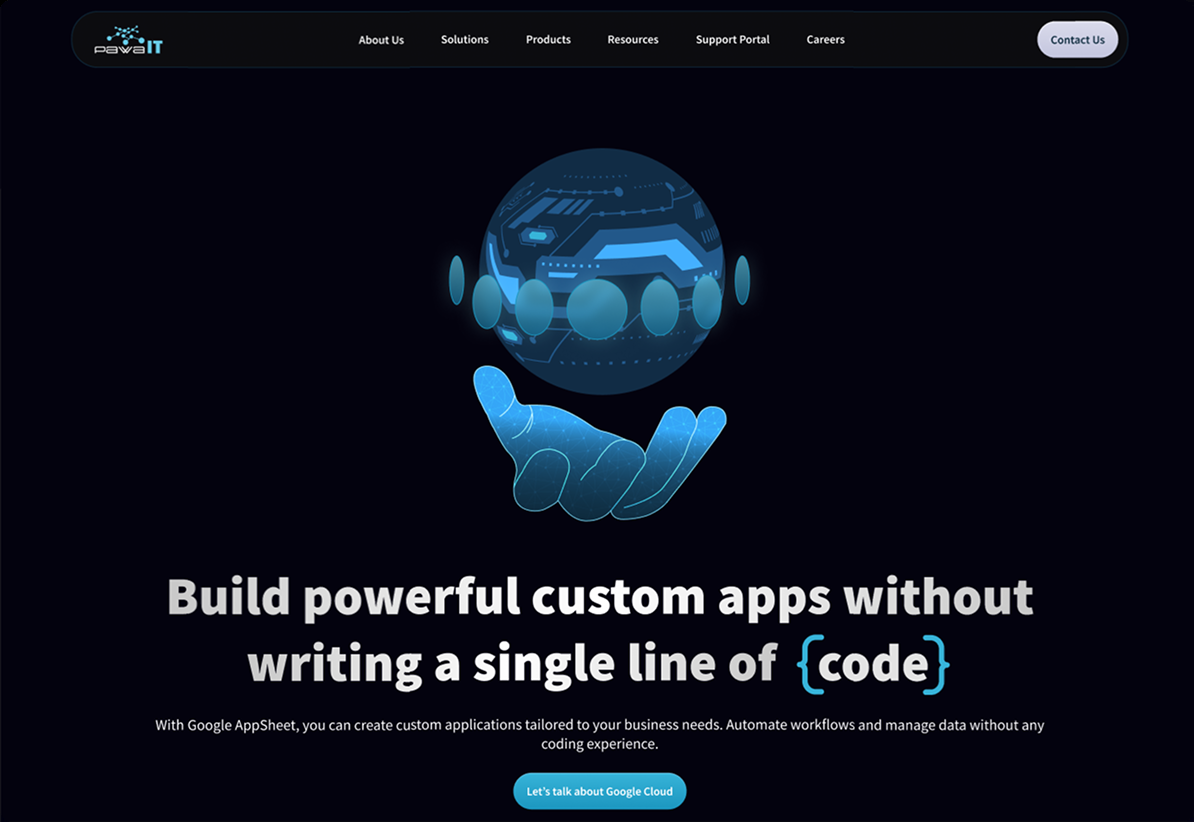 pawaIT
About Us
Solutions
Products
Resources
Support Portal
Careers
Contact Us
Build powerful custom apps without
writing a single line of {code}
With Google AppSheet, you can create custom applications tailored to your business needs. Automate workflows and manage data without any
coding experience.
Let's talk about Google Cloud